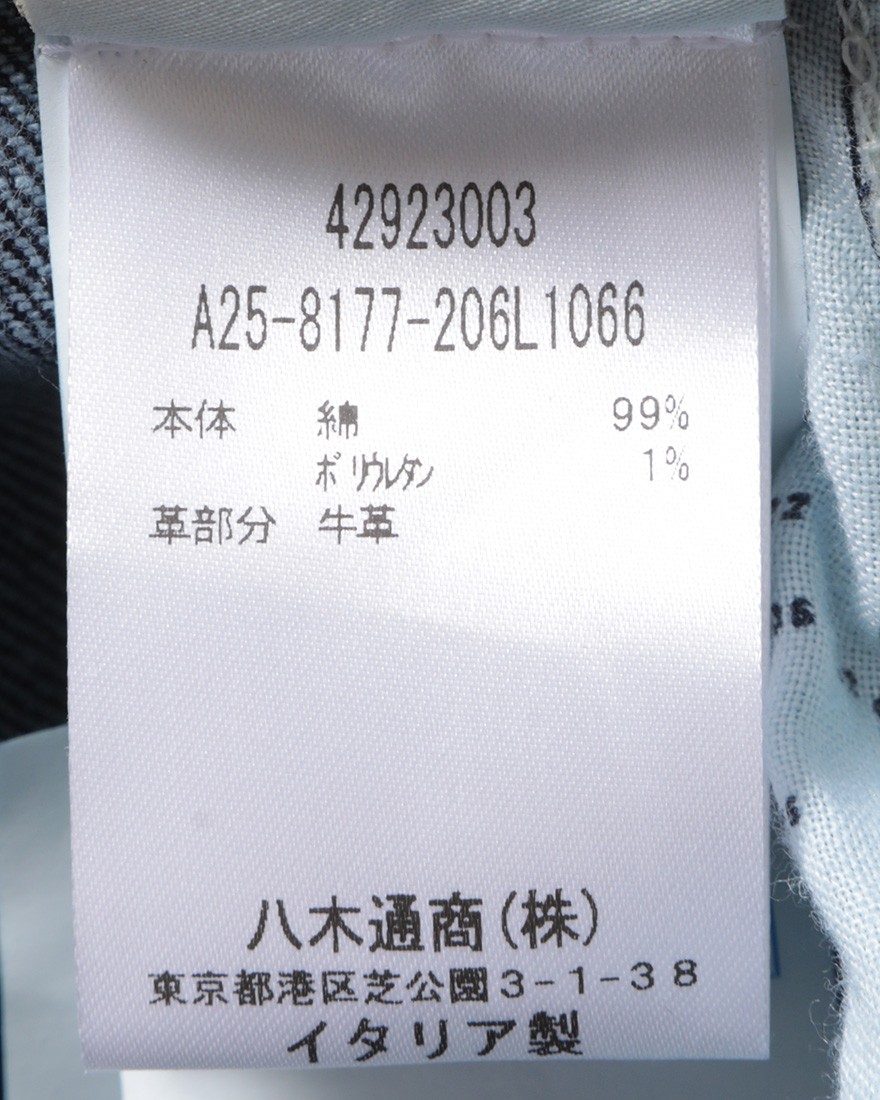 42923003
A25-8177-206L1066
本体 綿 99%
ポリウレタン 1%
革部分 牛革
八木通商(株)
東京都港区芝公園3-1-38
イタリア製